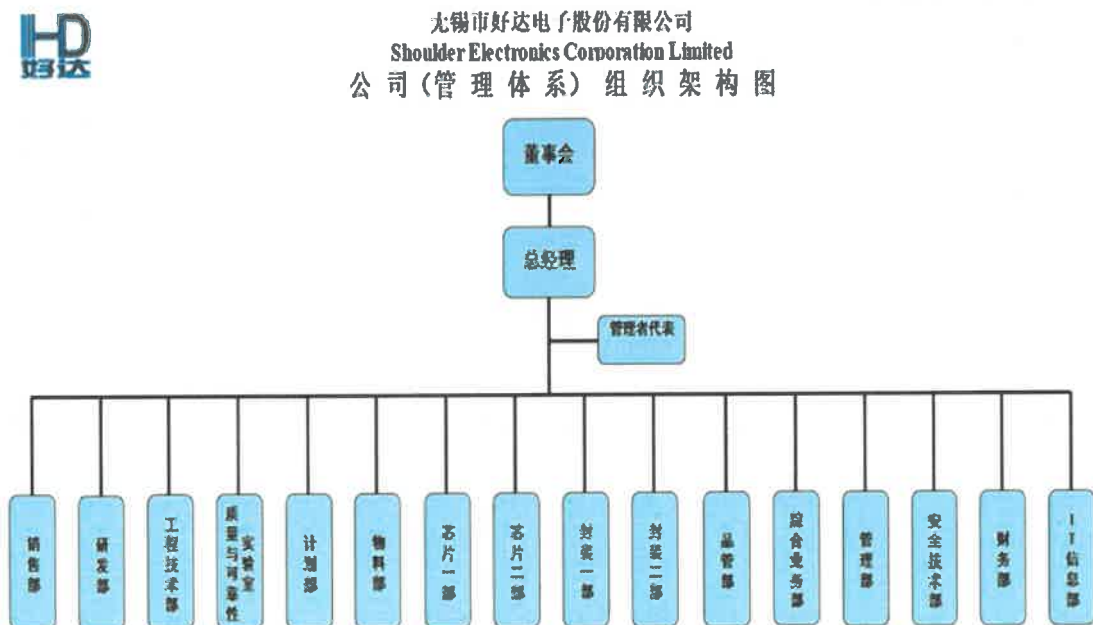 HD
好达
无锡市好达电子股份有限公司
Shoulder Electronics Corporation Limited
公司(管理体系) 组织架构图
董事会
总经理
管理者代表
销售部
研发部
工程技术部
质量与可靠性
实验室
计划部
物料部
芯片一部
芯片二部
封装一部
封装二部
品管部
综合业务部
管理部
安全技术部
财务部
IT信息部